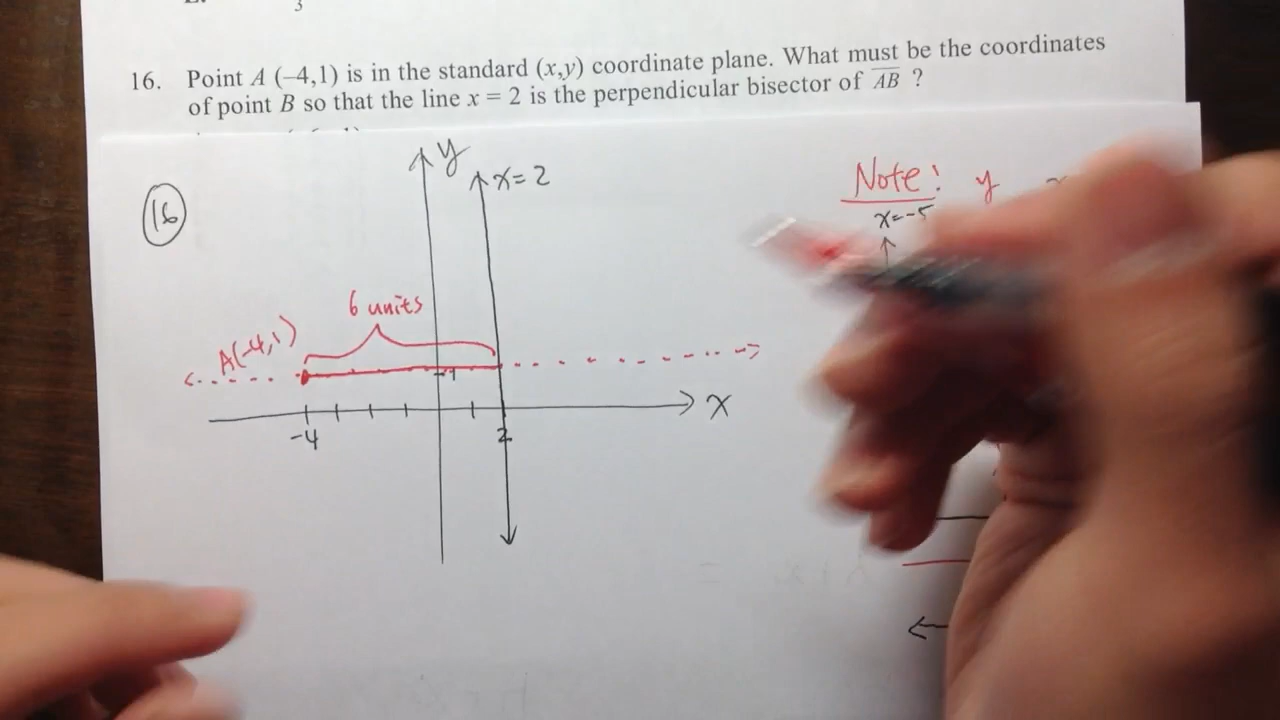 3
16. Point A (–4,1) is in the standard (x,y) coordinate plane. What must be the coordinates
of point B so that the line x = 2 is the perpendicular bisector of AB ?
16
y
x=2
Note! y
x=-5
6 units
A(-4,1)
1
x
-4
2